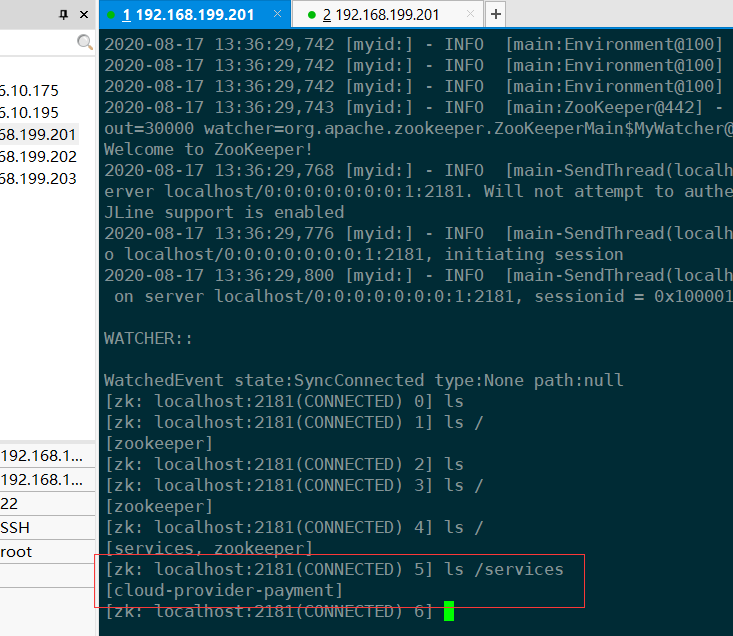 1 192.168.199.201 ×
2 192.168.199.201 ×
+
6.10.175
6.10.195
68.199.201
68.199.202
68.199.203
192.168.1...
192.168.1...
22
SSH
root
2020-08-17 13:36:29,742 [myid:] - INFO  [main:Environment@100]
2020-08-17 13:36:29,742 [myid:] - INFO  [main:Environment@100]
2020-08-17 13:36:29,742 [myid:] - INFO  [main:Environment@100]
2020-08-17 13:36:29,743 [myid:] - INFO  [main:ZooKeeper@442] -
out=30000 watcher=org.apache.zookeeper.ZooKeeperMain$MyWatcher@
Welcome to ZooKeeper!
2020-08-17 13:36:29,768 [myid:] - INFO  [main-SendThread(localh
erver localhost/0:0:0:0:0:0:0:1:2181. Will not attempt to authe
JLine support is enabled
2020-08-17 13:36:29,776 [myid:] - INFO  [main-SendThread(localh
o localhost/0:0:0:0:0:0:0:1:2181, initiating session
2020-08-17 13:36:29,800 [myid:] - INFO  [main-SendThread(localh
 on server localhost/0:0:0:0:0:0:0:1:2181, sessionid = 0x100001
WATCHER::
WatchedEvent state:SyncConnected type:None path:null
[zk: localhost:2181(CONNECTED) 0] ls
[zk: localhost:2181(CONNECTED) 1] ls /
[zookeeper]
[zk: localhost:2181(CONNECTED) 2] ls
[zk: localhost:2181(CONNECTED) 3] ls /
[zookeeper]
[zk: localhost:2181(CONNECTED) 4] ls /
[services, zookeeper]
[zk: localhost:2181(CONNECTED) 5] ls /services
[cloud-provider-payment]
[zk: localhost:2181(CONNECTED) 6]